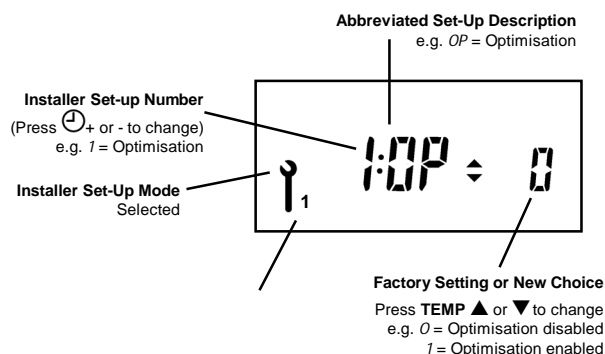 Abbreviated Set-Up Description
e.g. OP = Optimisation
Installer Set-up Number
(Press + or - to change)
e.g. 1 = Optimisation
Installer Set-Up Mode
Selected
1
1:OP 0
Factory Setting or New Choice
Press TEMP ▲ or ▼ to change
e.g. 0 = Optimisation disabled
1 = Optimisation enabled